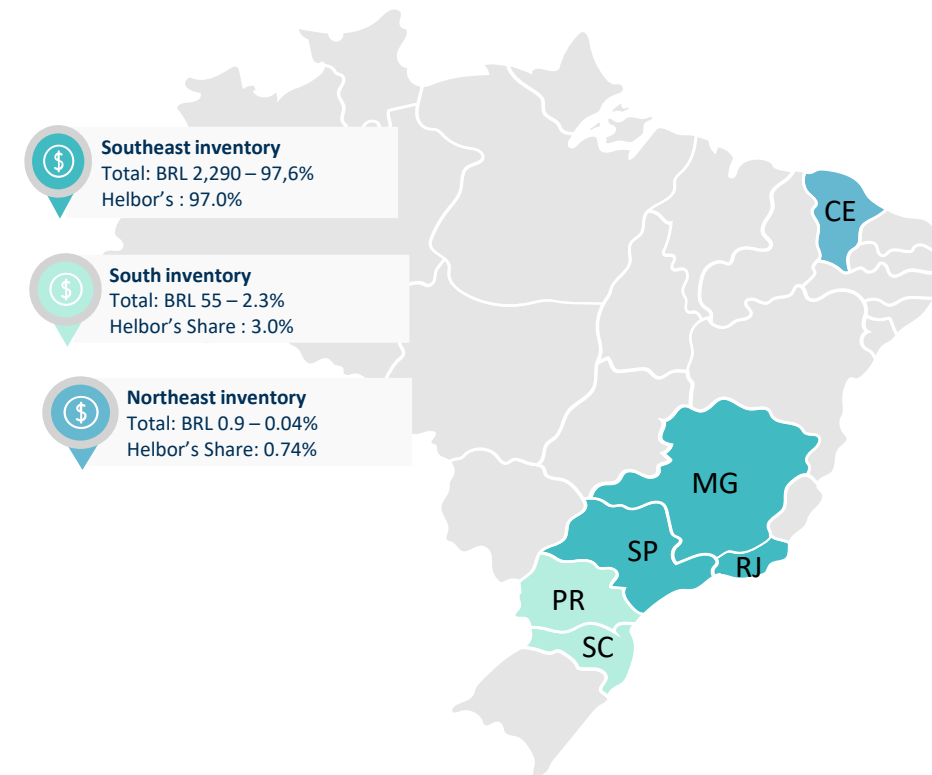 Southeast inventory
Total: BRL 2,290 – 97,6%
Helbor's : 97.0%
South inventory
Total: BRL 55 – 2.3%
Helbor's Share : 3.0%
Northeast inventory
Total: BRL 0.9 – 0.04%
Helbor's Share: 0.74%
CE
MG
SP
RJ
PR
SC
$
$
$